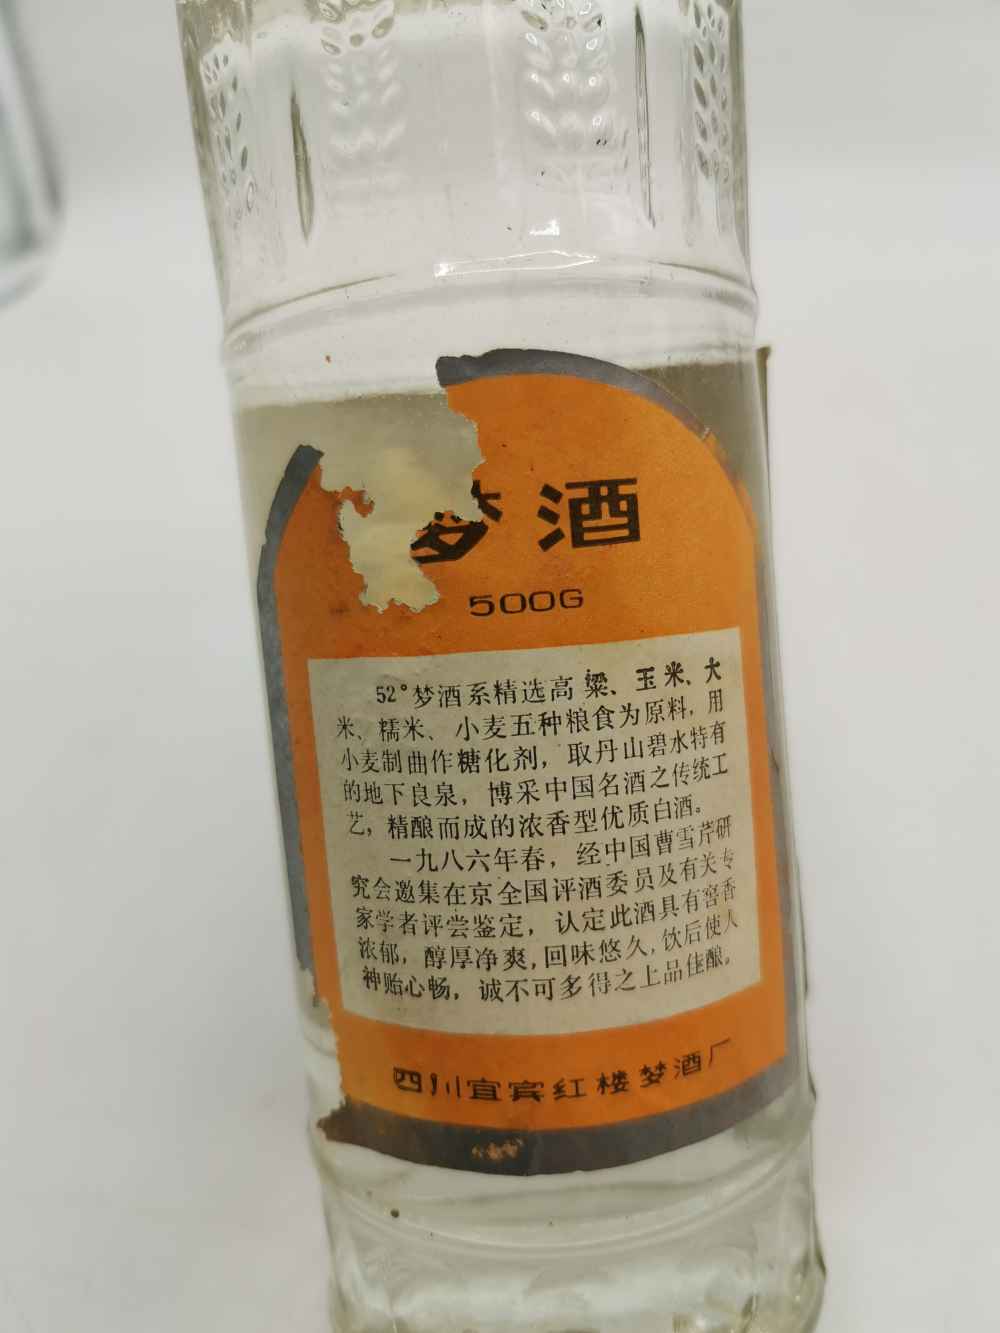 梦酒
500G
52°梦酒系精选高粱、玉米、大
米、糯米、小麦五种粮食为原料，用
小麦制曲作糖化剂，取丹山碧水特有
的地下良泉，博采中国名酒之传统工
艺，精酿而成的浓香型优质白酒。
一九八六年春，经中国曹雪芹研
究会邀集在京全国评酒委员及有关专
家学者评尝鉴定，认定此酒具有窖香
浓郁，醇厚净爽，回味悠久，饮后使人
神贻心畅，诚不可多得之上品佳酿。
四川宜宾红楼梦酒厂